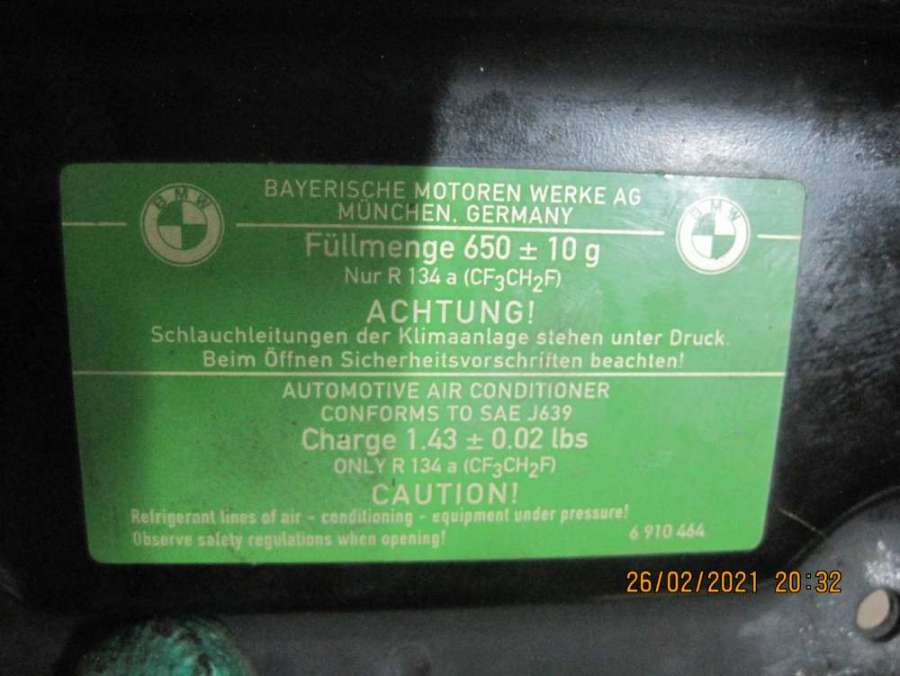 BMW
BMW
BAYERISCHE MOTOREN WERKE AG
MÜNCHEN, GERMANY
Füllmenge 650 ± 10 g
Nur R 134 a (CF₃CH₂F)
ACHTUNG!
Schlauchleitungen der Klimaanlage stehen unter Druck.
Beim Öffnen Sicherheitsvorschriften beachten!
AUTOMOTIVE AIR CONDITIONER
CONFORMS TO SAE J639
Charge 1.43 ± 0.02 lbs
ONLY R 134 a (CF₃CH₂F)
CAUTION!
Refrigerant lines of air - conditioning - equipment under pressure!
Observe safety regulations when opening!
6 910 464
26/02/2021 20:32